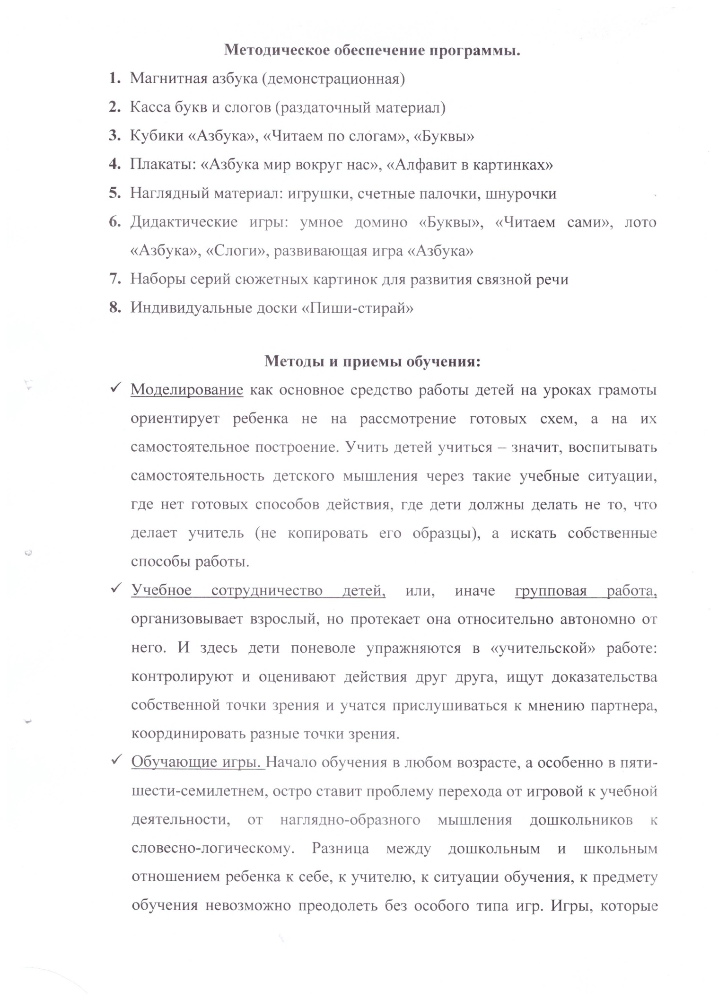 Методическое обеспечение программы.
1. Магнитная азбука (демонстрационная)
2. Касса букв и слогов (раздаточный материал)
3. Кубики «Азбука», «Читаем по слогам», «Буквы»
4. Плакаты: «Азбука мир вокруг нас», «Алфавит в картинках»
5. Наглядный материал: игрушки, счетные палочки, шнурочки
6. Дидактические игры: умное домино «Буквы», «Читаем сами», лото
«Азбука», «Слоги», развивающая игра «Азбука»
7. Наборы серий сюжетных картинок для развития связной речи
8. Индивидуальные доски «Пиши-стирай»
Методы и приемы обучения:
✓ Моделирование как основное средство работы детей на уроках грамоты
ориентирует ребенка не на рассмотрение готовых схем, а на их
самостоятельное построение. Учить детей учиться – значит, воспитывать
самостоятельность детского мышления через такие учебные ситуации,
где нет готовых способов действия, где дети должны делать не то, что
делает учитель (не копировать его образцы), а искать собственные
способы работы.
✓ Учебное сотрудничество детей, или, иначе групповая работа,
организовывает взрослый, но протекает она относительно автономно от
него. И здесь дети поневоле упражняются в «учительской» работе:
контролируют и оценивают действия друг друга, ищут доказательства
собственной точки зрения и учатся прислушиваться к мнению партнера,
координировать разные точки зрения.
✓ Обучающие игры. Начало обучения в любом возрасте, а особенно в пяти-
шести-семилетнем, остро ставит проблему перехода от игровой к учебной
деятельности, от наглядно-образного мышления дошкольников к
словесно-логическому. Разница между дошкольным и школьным
отношением ребенка к себе, к учителю, к ситуации обучения, к предмету
обучения невозможно преодолеть без особого типа игр. Игры, которые